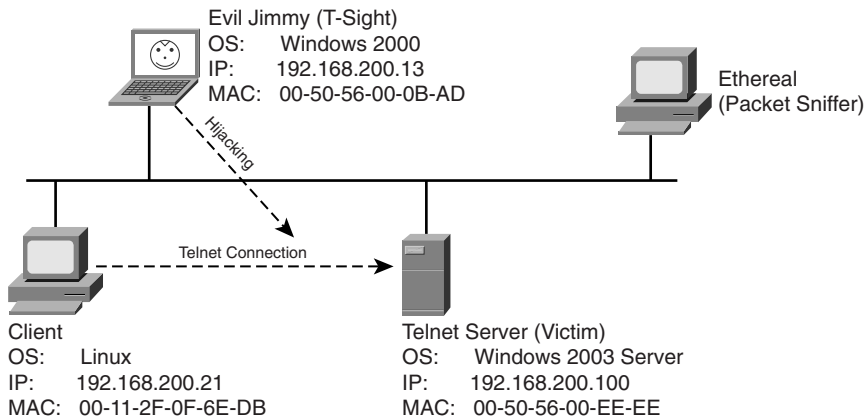 Evil Jimmy (T-Sight)
OS: Windows 2000
IP: 192.168.200.13
MAC: 00-50-56-00-0B-AD
Ethereal
(Packet Sniffer)
Hijacking
Telnet Connection
Client
OS: Linux
IP: 192.168.200.21
MAC: 00-11-2F-0F-6E-DB
Telnet Server (Victim)
OS: Windows 2003 Server
IP: 192.168.200.100
MAC: 00-50-56-00-EE-EE